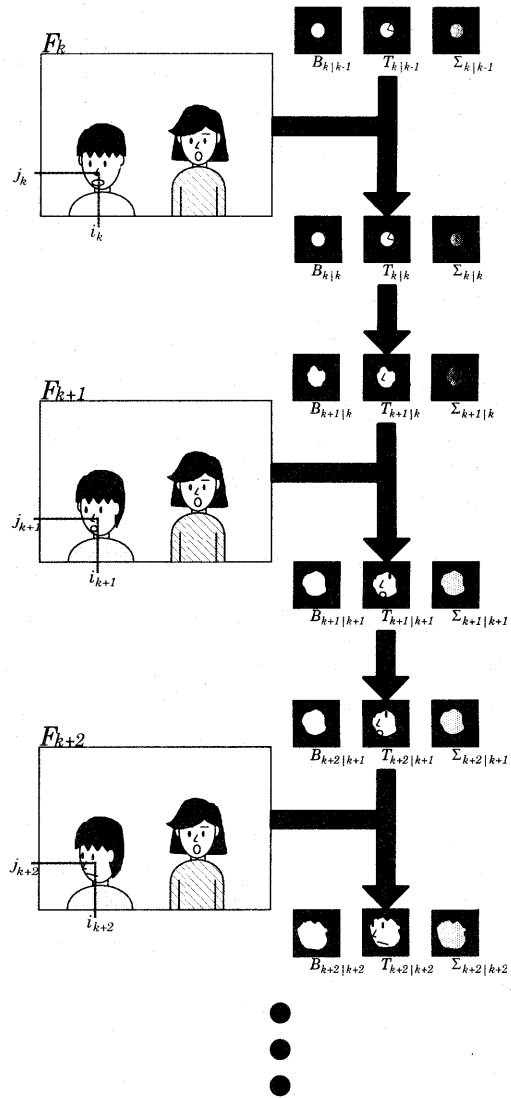 B_{k|k-1} T_{k|k-1} Σ_{k|k-1}
F_k
j_k
i_k
B_{k|k} T_{k|k} Σ_{k|k}
B_{k+1|k} T_{k+1|k} Σ_{k+1|k}
F_{k+1}
j_{k+1}
i_{k+1}
B_{k+1|k+1} T_{k+1|k+1} Σ_{k+1|k+1}
B_{k+2|k+1} T_{k+2|k+1} Σ_{k+2|k+1}
F_{k+2}
j_{k+2}
i_{k+2}
B_{k+2|k+2} T_{k+2|k+2} Σ_{k+2|k+2}